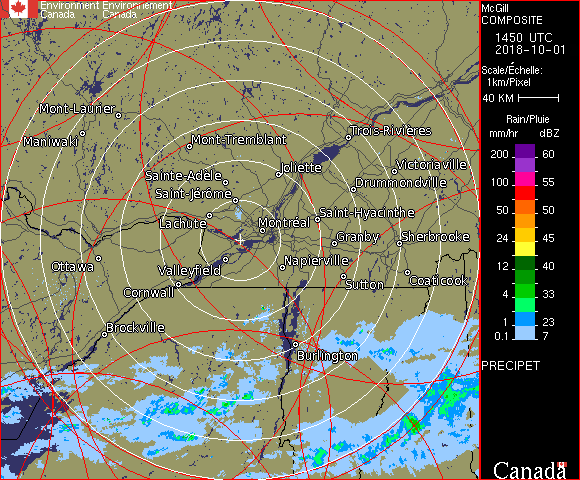 Environment Environnement
Canada Canada
McGill
COMPOSITE
1450 UTC
2018-10-01
Scale/Échelle:
1km/Pixel
40 KM
Rain/Pluie
mm/hr dBZ
200 60
100 55
50 50
24 45
12 40
4 33
1 23
0.1 7
PRECIPET
Canada
Mont-Laurier
Maniwaki
Mont-Tremblant
Trois-Rivières
Sainte-Adèle
Joliette
Victoriaville
Saint-Jérôme
Drummondville
Lachute
Montréal
Saint-Hyacinthe
Granby
Sherbrooke
Ottawa
Valleyfield
Napierville
Cornwall
Sutton
Coaticook
Brockville
Burlington